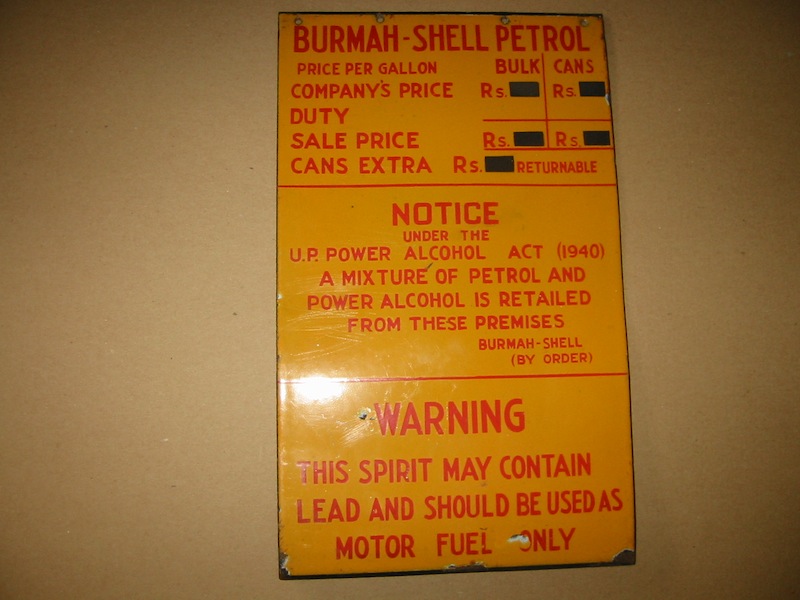 BURMAH-SHELL PETROL
PRICE PER GALLON BULK CANS
COMPANY'S PRICE Rs. Rs.
DUTY
SALE PRICE Rs. Rs.
CANS EXTRA Rs. RETURNABLE
NOTICE
UNDER THE
U.P. POWER ALCOHOL ACT (1940)
A MIXTURE OF PETROL AND
POWER ALCOHOL IS RETAILED
FROM THESE PREMISES
BURMAH-SHELL
(BY ORDER)
WARNING
THIS SPIRIT MAY CONTAIN
LEAD AND SHOULD BE USED AS
MOTOR FUEL ONLY